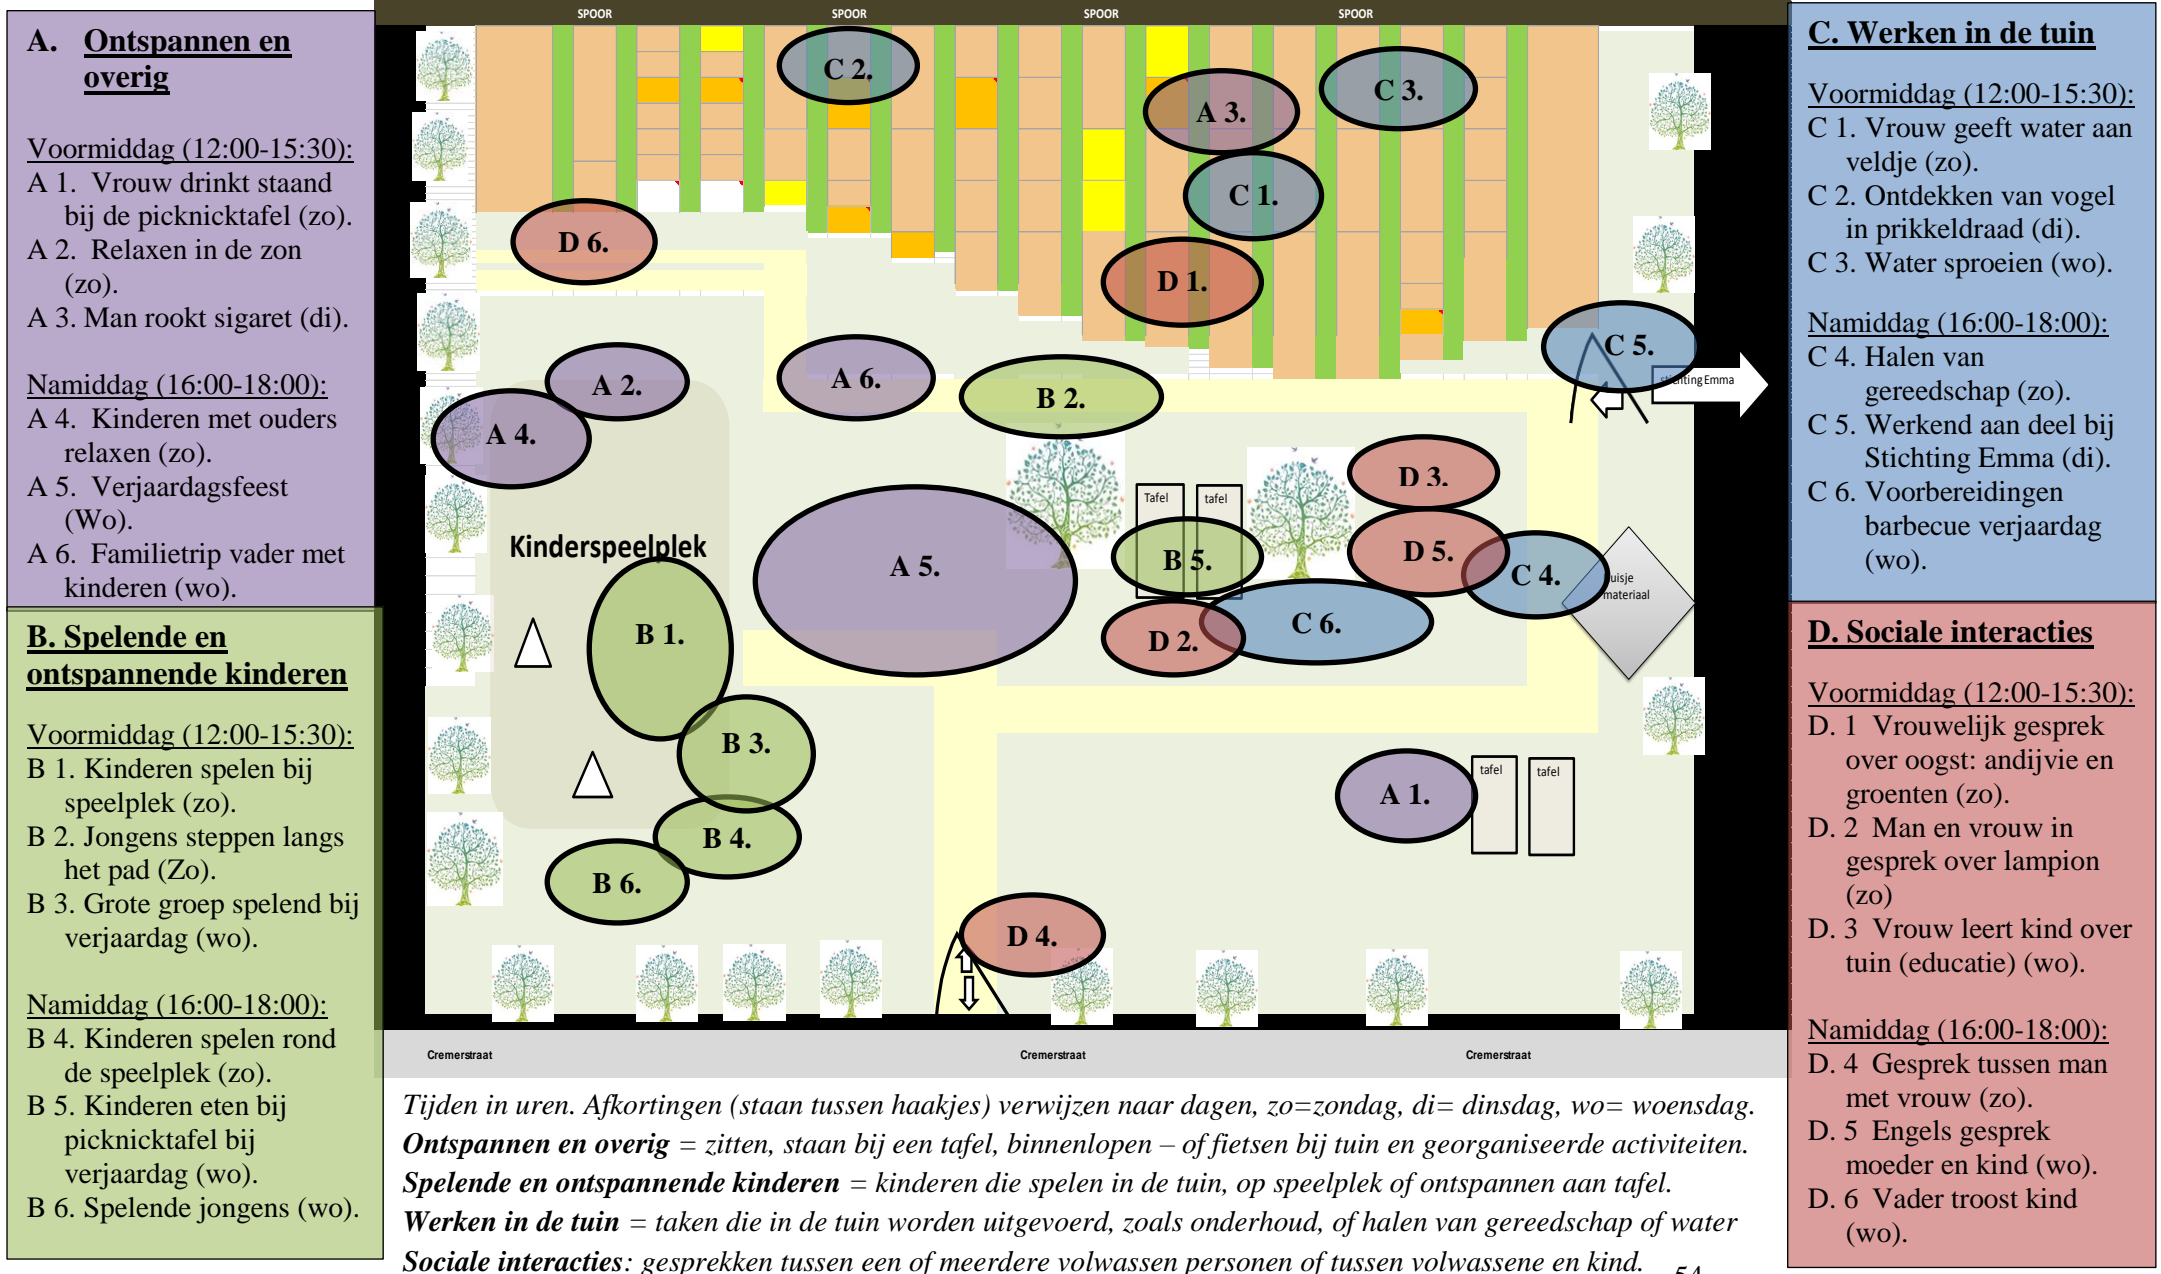 A. Ontspannen en
overig
Voormiddag (12:00-15:30):
A 1. Vrouw drinkt staand
bij de picknicktafel (zo).
A 2. Relaxen in de zon
(zo).
A 3. Man rookt sigaret (di).
Namiddag (16:00-18:00):
A 4. Kinderen met ouders
relaxen (zo).
A 5. Verjaardagsfeest
(Wo).
A 6. Familietrip vader met
kinderen (wo).
B. Spelende en
ontspannende kinderen
Voormiddag (12:00-15:30):
B 1. Kinderen spelen bij
speelplek (zo).
B 2. Jongens steppen langs
het pad (Zo).
B 3. Grote groep spelend bij
verjaardag (wo).
Namiddag (16:00-18:00):
B 4. Kinderen spelen rond
de speelplek (zo).
B 5. Kinderen eten bij
picknicktafel bij
verjaardag (wo).
B 6. Spelende jongens (wo).
SPOOR SPOOR SPOOR SPOOR
C 2.
C 3.
A 3.
C 1.
D 6.
D 1.
C 5.
stichting Emma
A 2.
A 6.
B 2.
A 4.
D 3.
Tafel tafel
Kinderspeelplek
A 5.
B 5.
D 5.
C 4.
materiaal
B 1.
D 2.
C 6.
B 3.
tafel tafel
A 1.
B 4.
B 6.
D 4.
Cremerstraat Cremerstraat Cremerstraat
C. Werken in de tuin
Voormiddag (12:00-15:30):
C 1. Vrouw geeft water aan
veldje (zo).
C 2. Ontdekken van vogel
in prikkeldraad (di).
C 3. Water sproeien (wo).
Namiddag (16:00-18:00):
C 4. Halen van
gereedschap (zo).
C 5. Werkend aan deel bij
Stichting Emma (di).
C 6. Voorbereidingen
barbecue verjaardag
(wo).
D. Sociale interacties
Voormiddag (12:00-15:30):
D. 1 Vrouwelijk gesprek
over oogst: andijvie en
groenten (zo).
D. 2 Man en vrouw in
gesprek over lampion
(zo)
D. 3 Vrouw leert kind over
tuin (educatie) (wo).
Namiddag (16:00-18:00):
D. 4 Gesprek tussen man
met vrouw (zo).
D. 5 Engels gesprek
moeder en kind (wo).
D. 6 Vader troost kind
(wo).
Tijden in uren. Afkortingen (staan tussen haakjes) verwijzen naar dagen, zo=zondag, di= dinsdag, wo= woensdag.
Ontspannen en overig = zitten, staan bij een tafel, binnenlopen – of fietsen bij tuin en georganiseerde activiteiten.
Spelende en ontspannende kinderen = kinderen die spelen in de tuin, op speelplek of ontspannen aan tafel.
Werken in de tuin = taken die in de tuin worden uitgevoerd, zoals onderhoud, of halen van gereedschap of water
Sociale interacties: gesprekken tussen een of meerdere volwassen personen of tussen volwassene en kind.